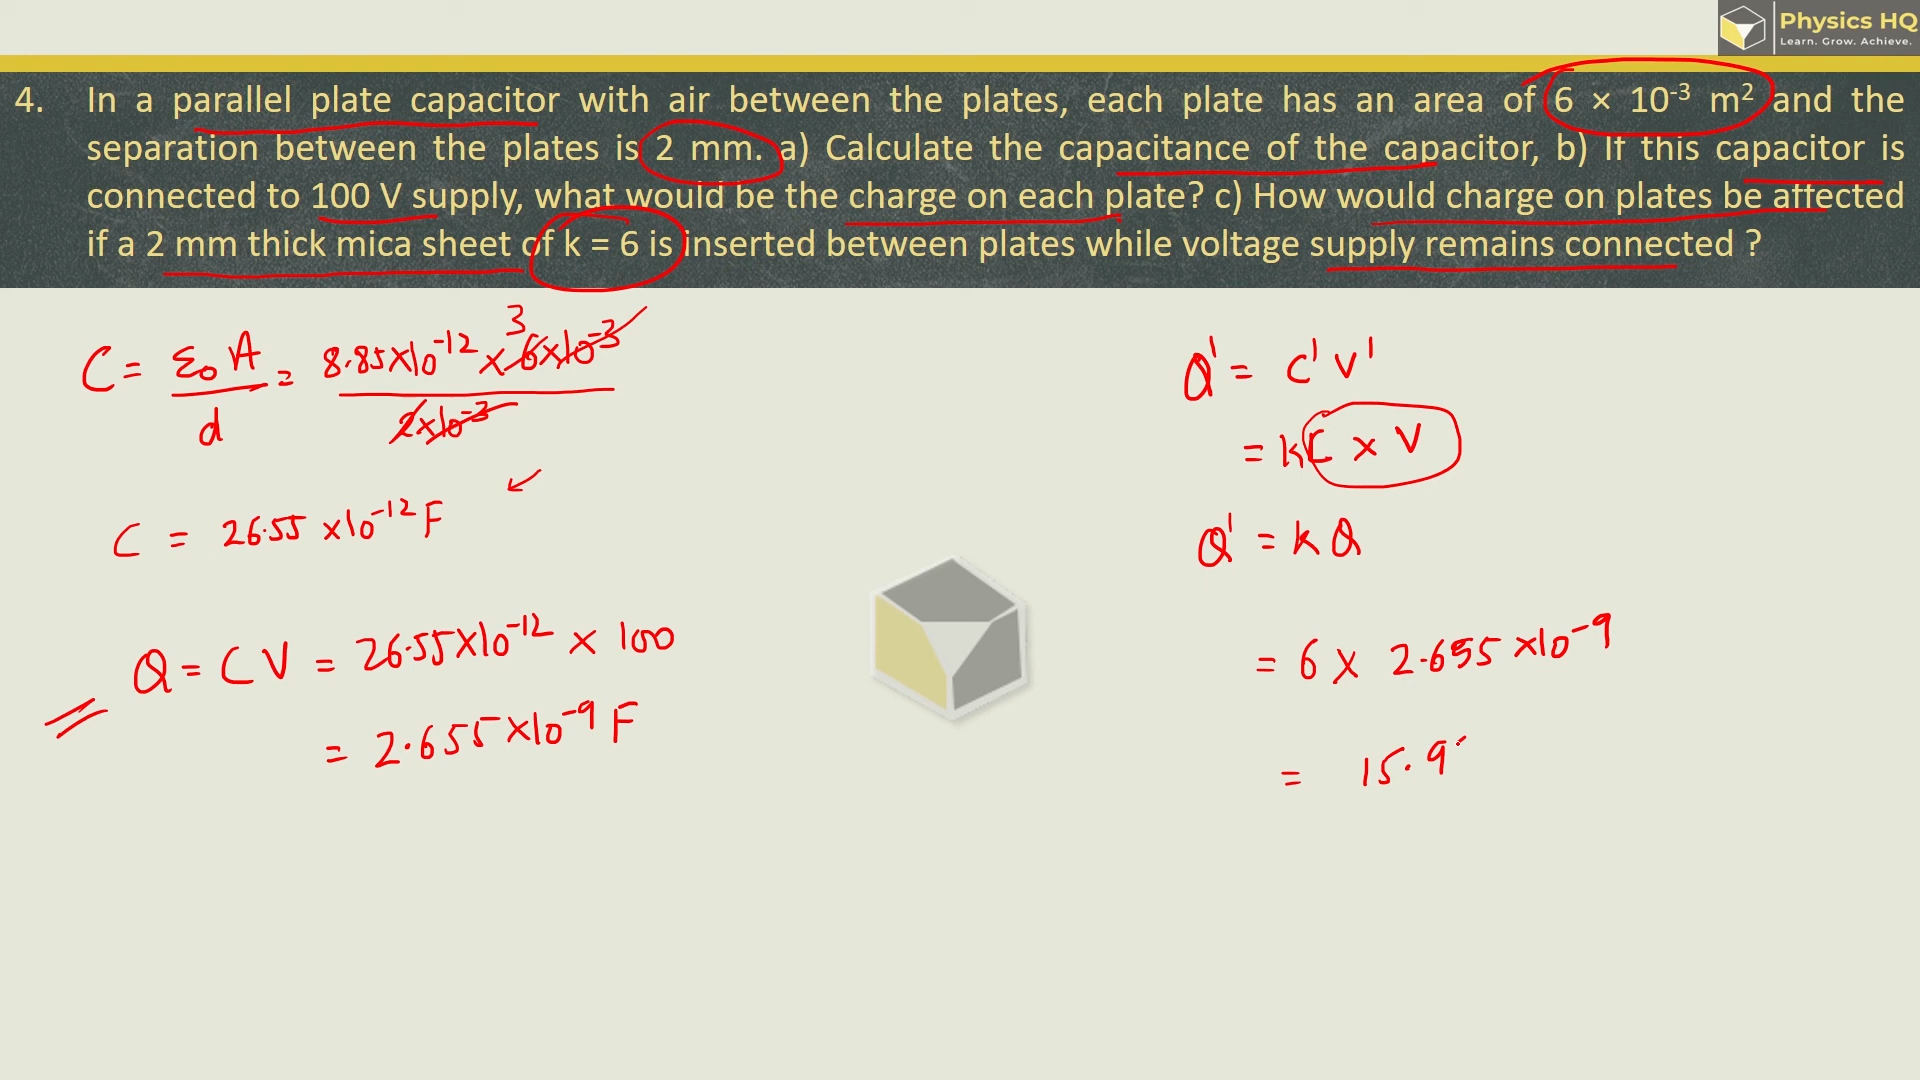 Physics HQ
Learn. Grow. Achieve.
4. In a parallel plate capacitor with air between the plates, each plate has an area of 6 × 10⁻³ m² and the
separation between the plates is 2 mm. a) Calculate the capacitance of the capacitor, b) If this capacitor is
connected to 100 V supply, what would be the charge on each plate? c) How would charge on plates be affected
if a 2 mm thick mica sheet of k = 6 is inserted between plates while voltage supply remains connected ?
C = ε₀ A / d = 8.85×10⁻¹² × 6×10⁻³ / 2×10⁻³
3
C = 26.55 ×10⁻¹² F
Q = C V = 26.55×10⁻¹² × 100
= 2.655×10⁻⁹ F
Q' = C' V'
= kC × V
Q' = k Q
= 6 × 2.655 ×10⁻⁹
= 15.9